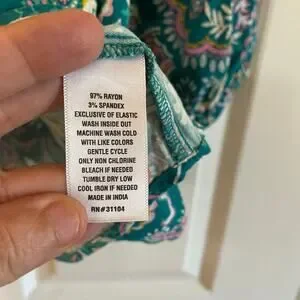 97% RAYON
3% SPANDEX
EXCLUSIVE OF ELASTIC
WASH INSIDE OUT
MACHINE WASH COLD
WITH LIKE COLORS
GENTLE CYCLE
ONLY NON CHLORINE
BLEACH IF NEEDED
TUMBLE DRY LOW
COOL IRON IF NEEDED
MADE IN INDIA
RN#31104